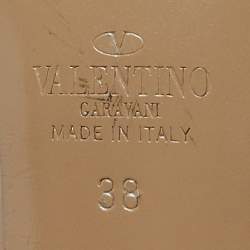 VALENTINO
GARAVANI
MADE IN ITALY
38